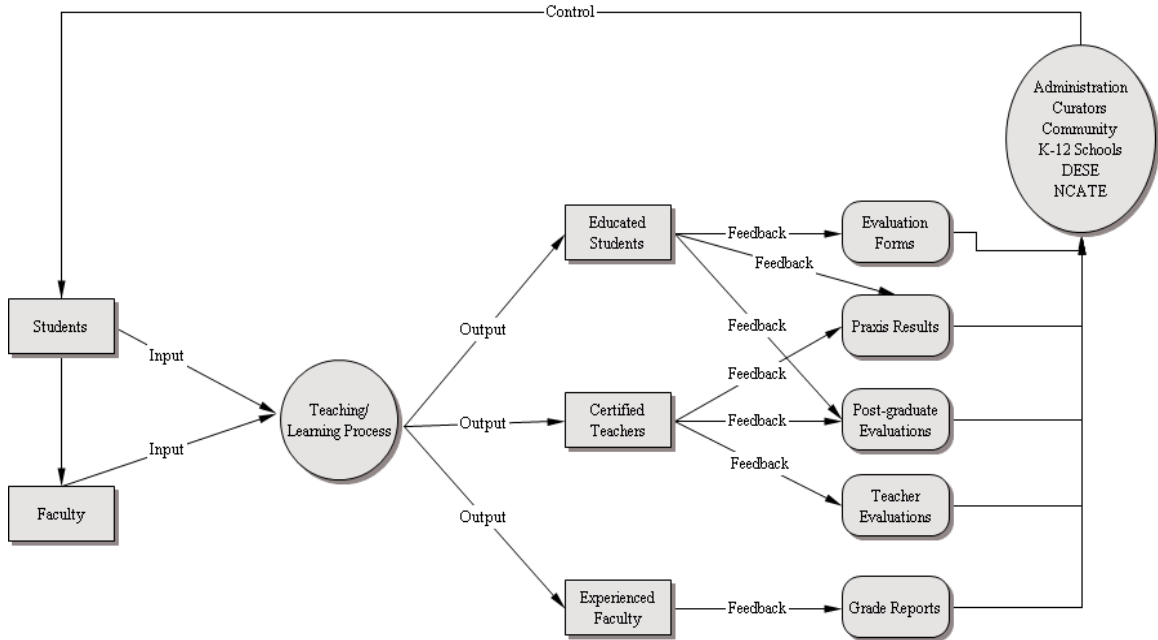 Control
Administration
Curators
Community
K-12 Schools
DESE
NCATE
Educated
Students
Feedback
Evaluation
Forms
Feedback
Students
Input
Output
Feedback
Praxis Results
Teaching/
Learning Process
Feedback
Output
Certified
Teachers
Feedback
Post-graduate
Evaluations
Input
Feedback
Faculty
Output
Teacher
Evaluations
Experienced
Faculty
Feedback
Grade Reports